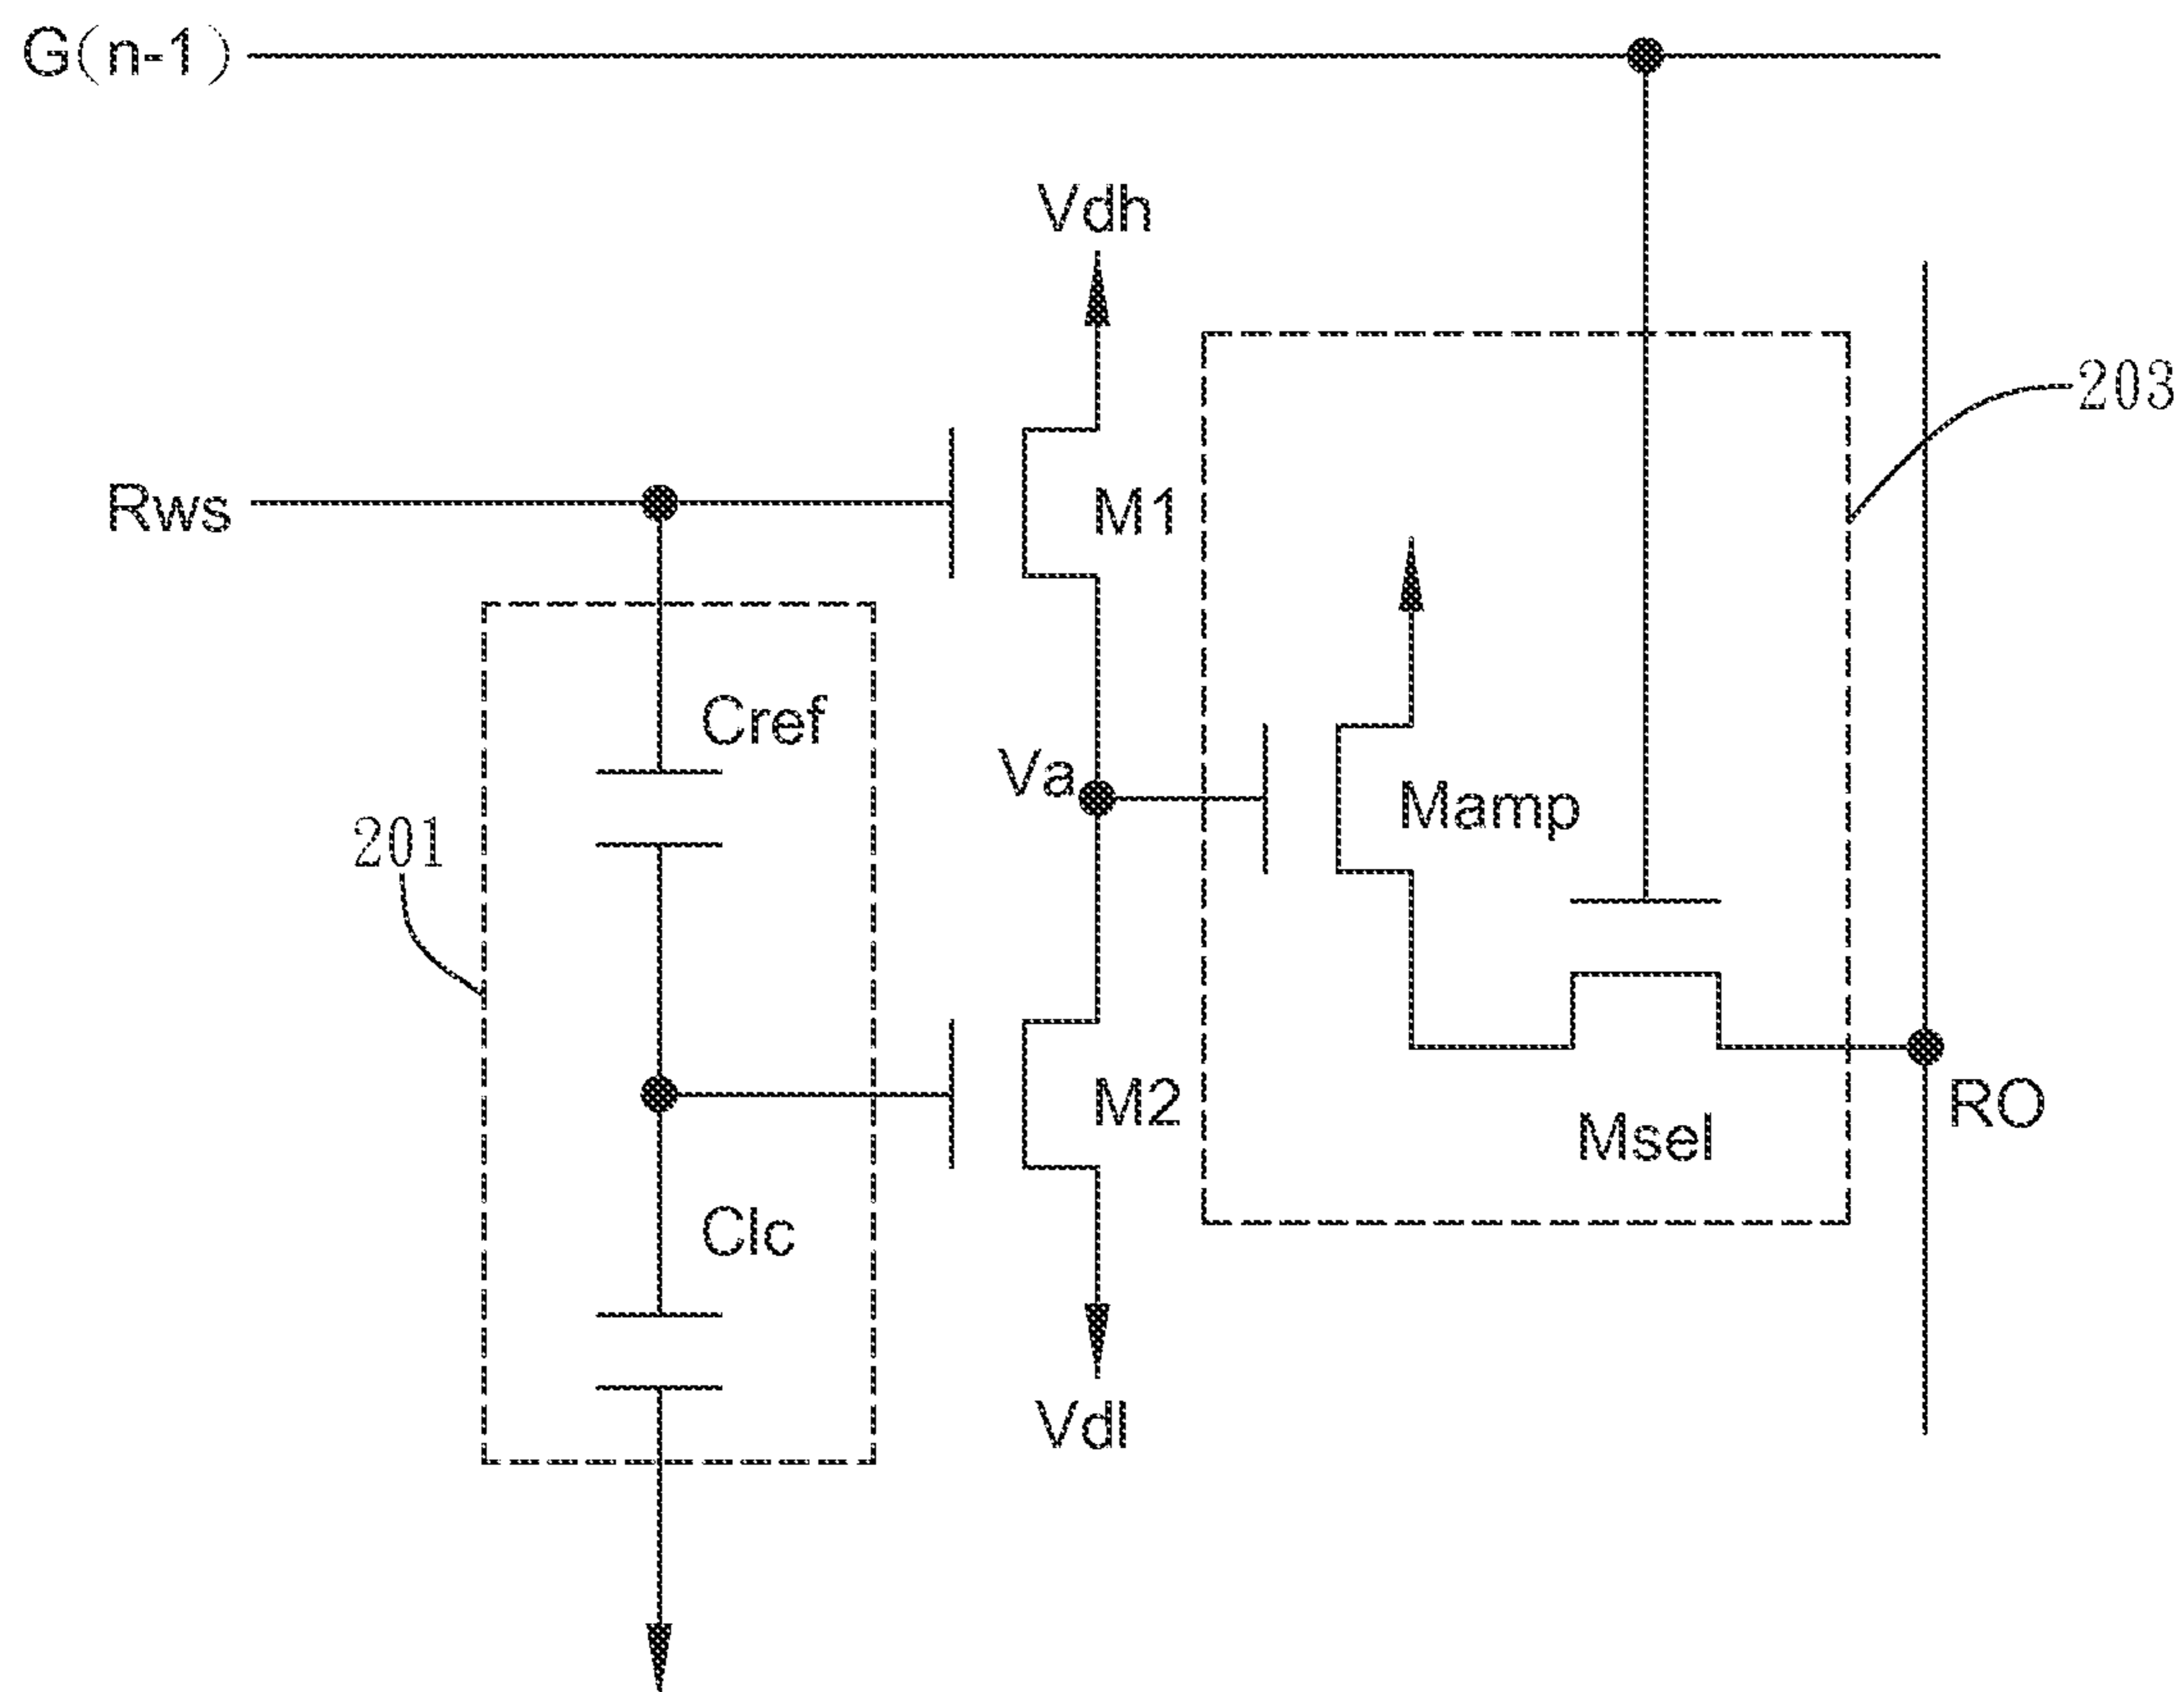 G(n-1)
Vdh
203
Rws
M1
Cref
Va
Mamp
201
M2
RO
Msel
Clc
Vdl